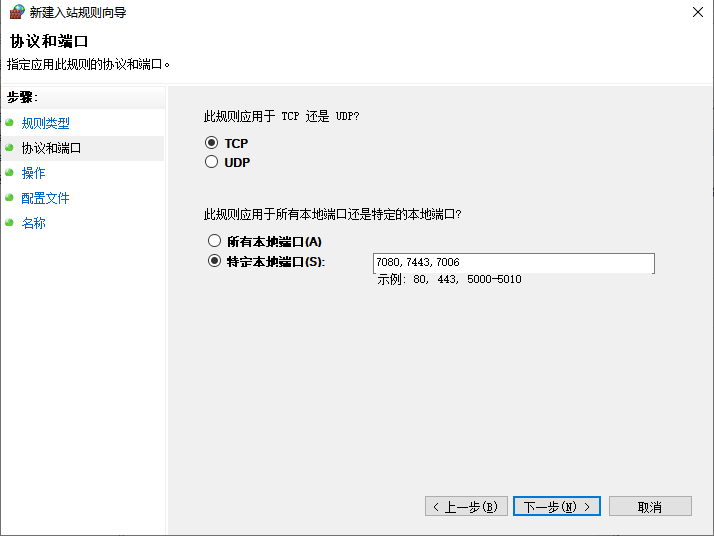 新建入站规则向导
协议和端口
指定应用此规则的协议和端口。
步骤:
规则类型
协议和端口
操作
配置文件
名称
此规则应用于 TCP 还是 UDP?
TCP
UDP
此规则应用于所有本地端口还是特定的本地端口?
所有本地端口(A)
特定本地端口(S):
7080,7443,7006
示例: 80, 443, 5000-5010
< 上一步(B)
下一步(N) >
取消